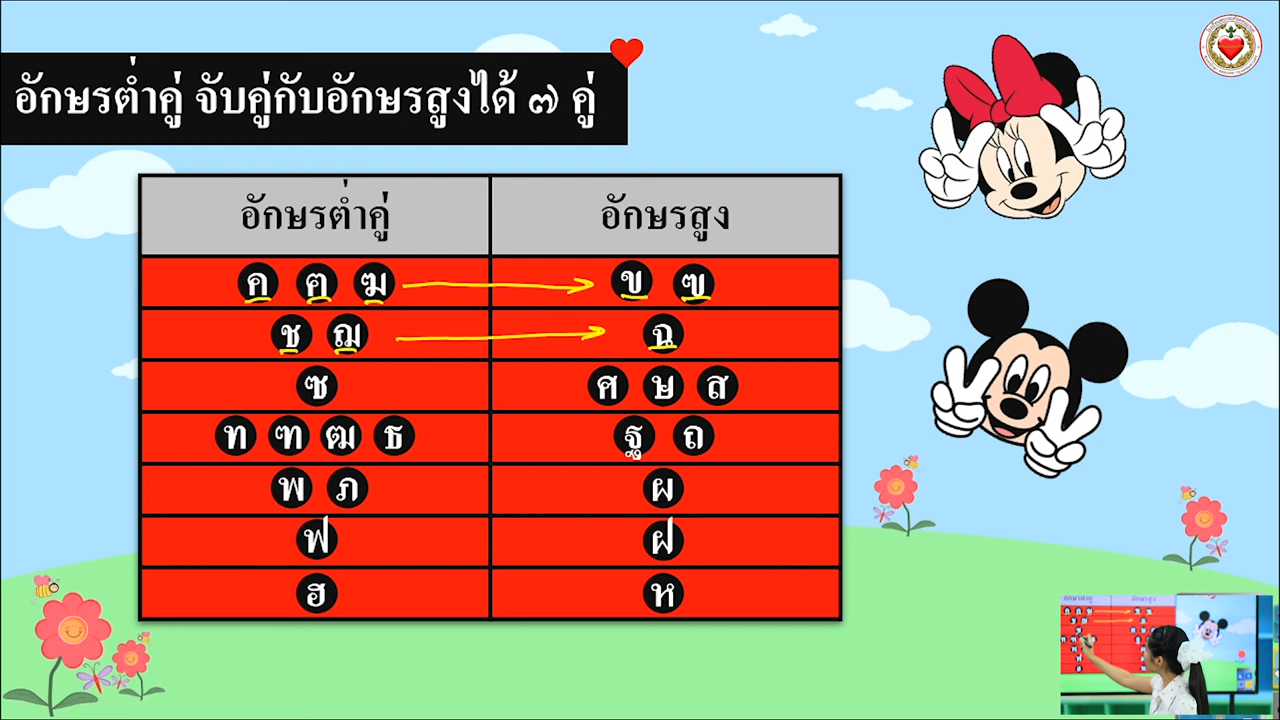 อักษรต่ำคู่ จับคู่กับอักษรสูงได้ ๗ คู่
อักษรต่ำคู่ อักษรสูง
ค ฅ ฆ ข ฃ
ช ฌ ฉ
ซ ศ ษ ส
ท ฑ ฒ ธ ฐ ถ
พ ภ ผ
ฟ ฝ
ฮ ห